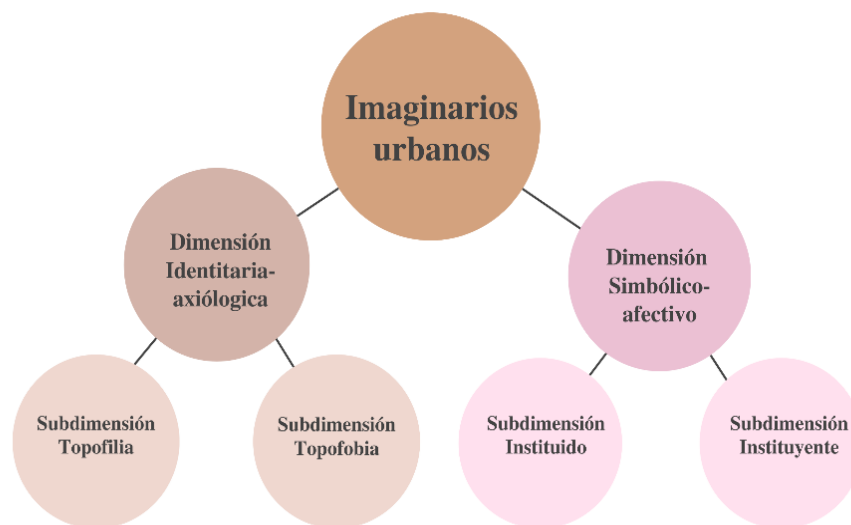 Imaginarios
urbanos
Dimensión
Identitaria-
axiólogica
Dimensión
Simbólico-
afectivo
Subdimensión
Topofilia
Subdimensión
Topofobia
Subdimensión
Instituido
Subdimensión
Instituyente